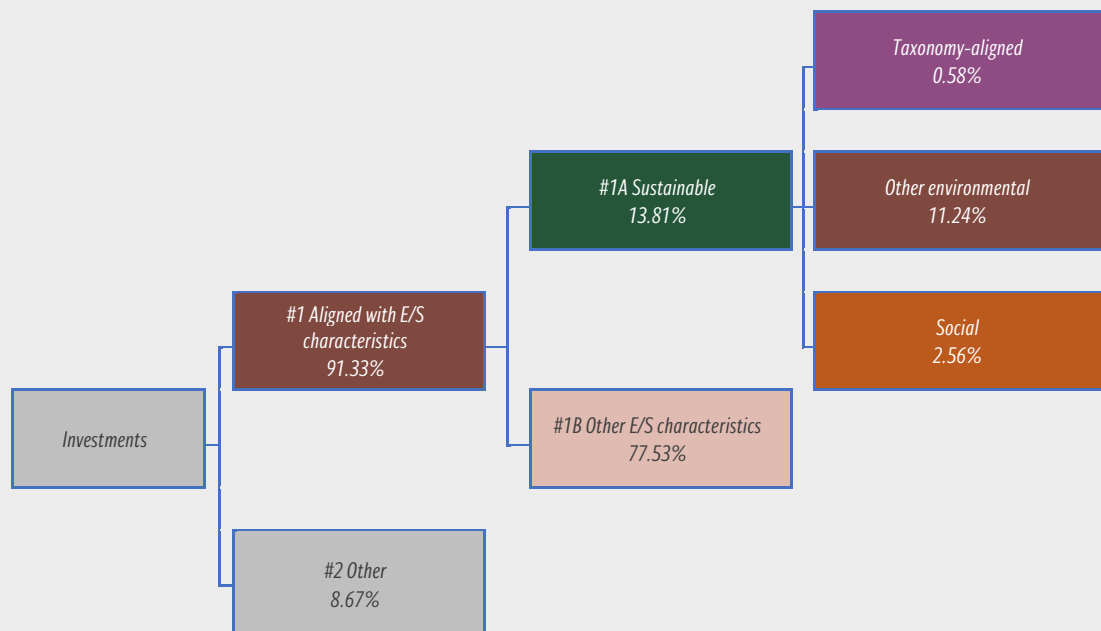 Taxonomy-aligned
0.58%
#1A Sustainable
13.81%
Other environmental
11.24%
#1 Aligned with E/S
characteristics
91.33%
Social
2.56%
Investments
#1B Other E/S characteristics
77.53%
#2 Other
8.67%